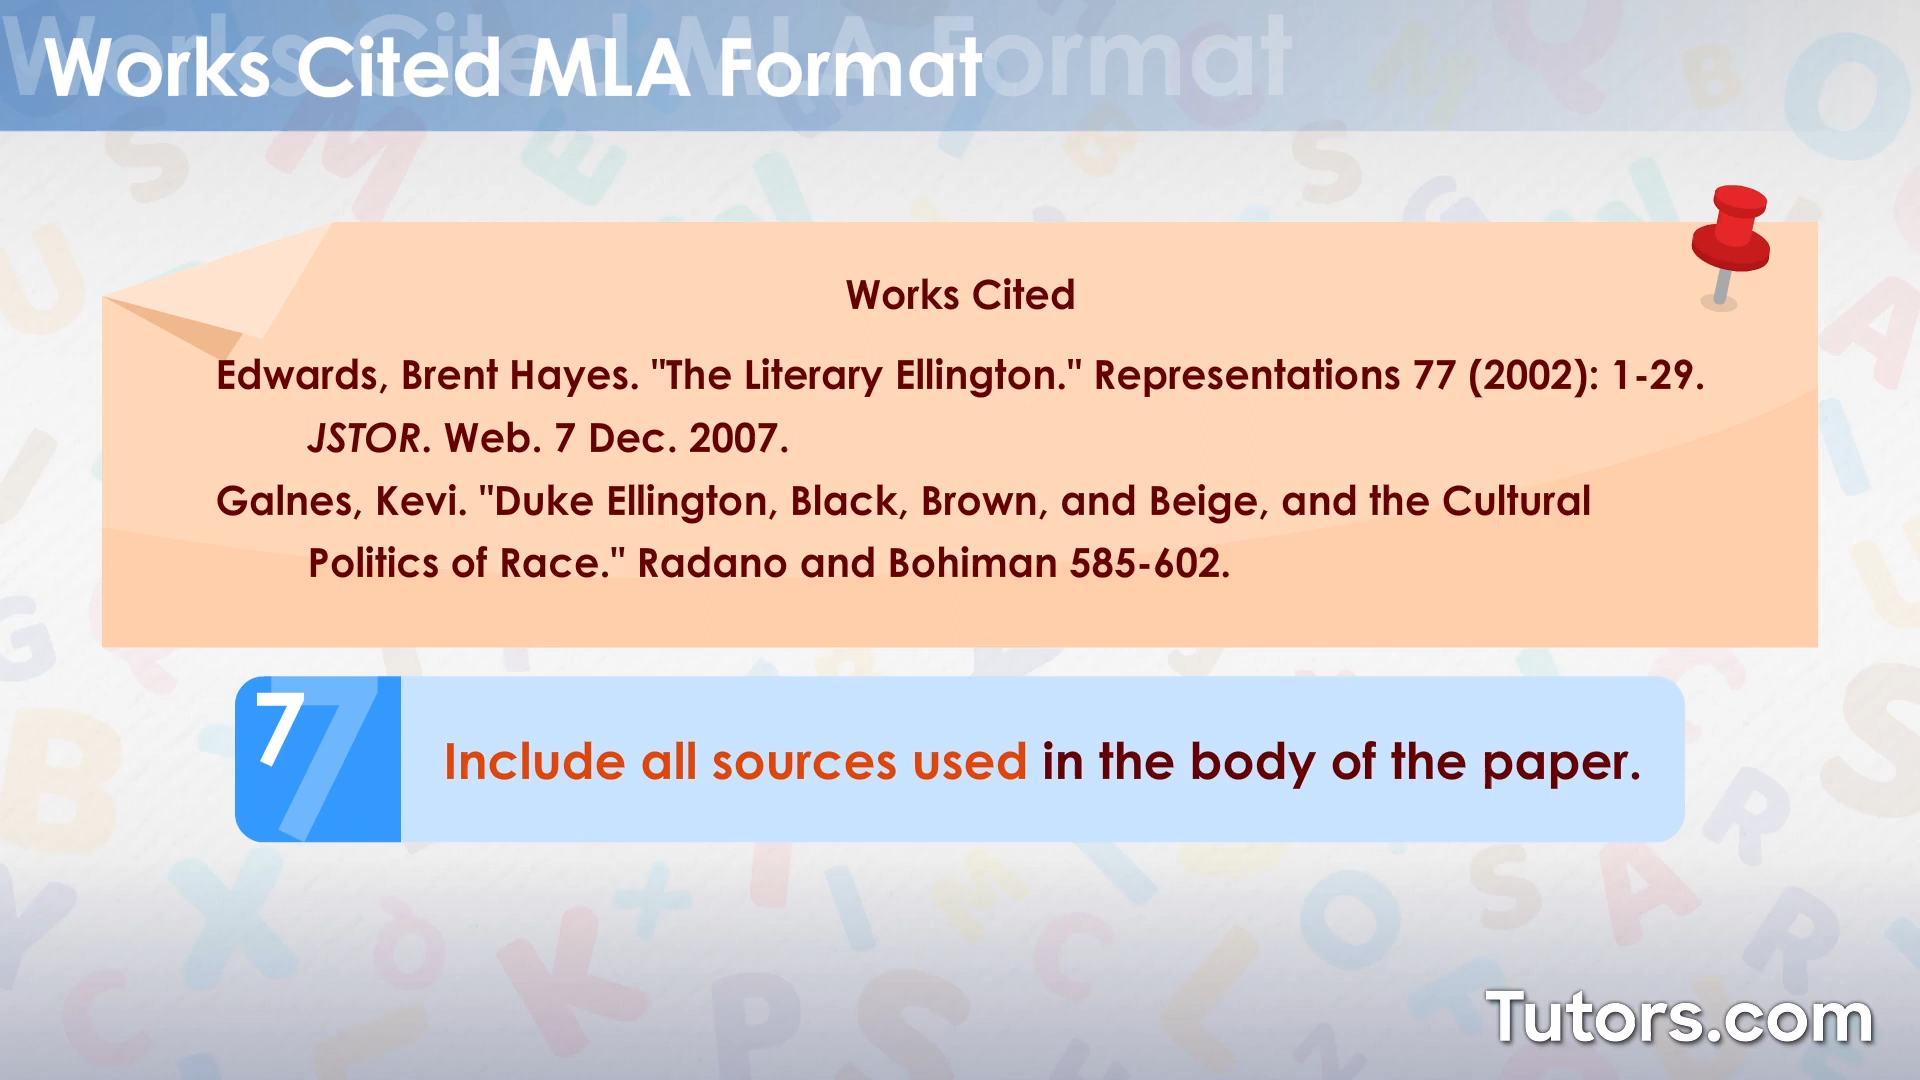 Works Cited MLA Format
Works Cited
Edwards, Brent Hayes. "The Literary Ellington." Representations 77 (2002): 1-29.
JSTOR. Web. 7 Dec. 2007.
Galnes, Kevi. "Duke Ellington, Black, Brown, and Beige, and the Cultural
Politics of Race." Radano and Bohiman 585-602.
7
Include all sources used in the body of the paper.
Tutors.com